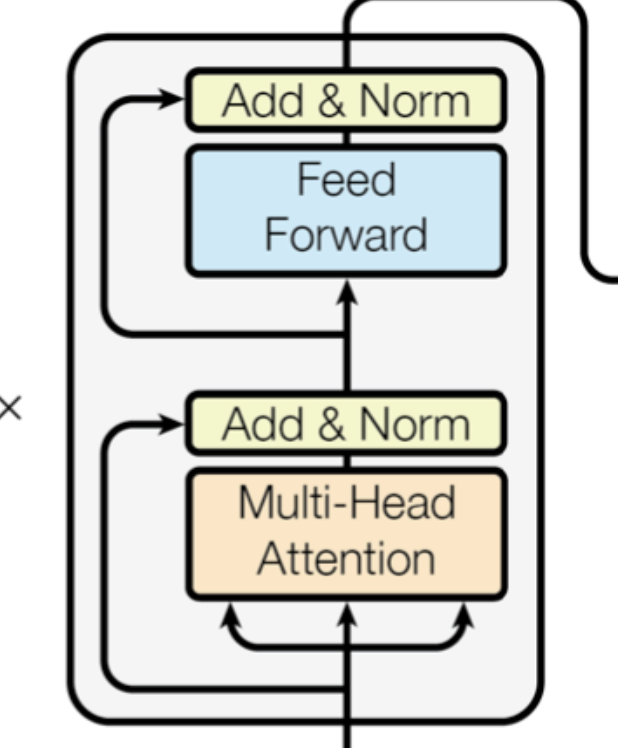 Add & Norm
Feed
Forward
×
Add & Norm
Multi-Head
Attention